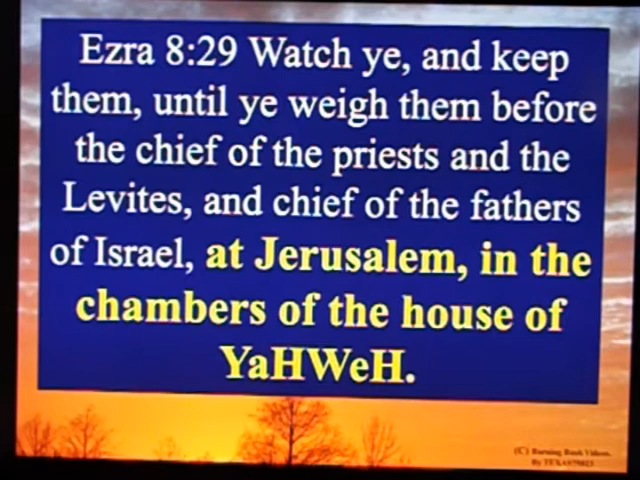 Ezra 8:29 Watch ye, and keep
them, until ye weigh them before
the chief of the priests and the
Levites, and chief of the fathers
of Israel, at Jerusalem, in the
chambers of the house of
YaHWeH.
(C) Burning Bush Videos.